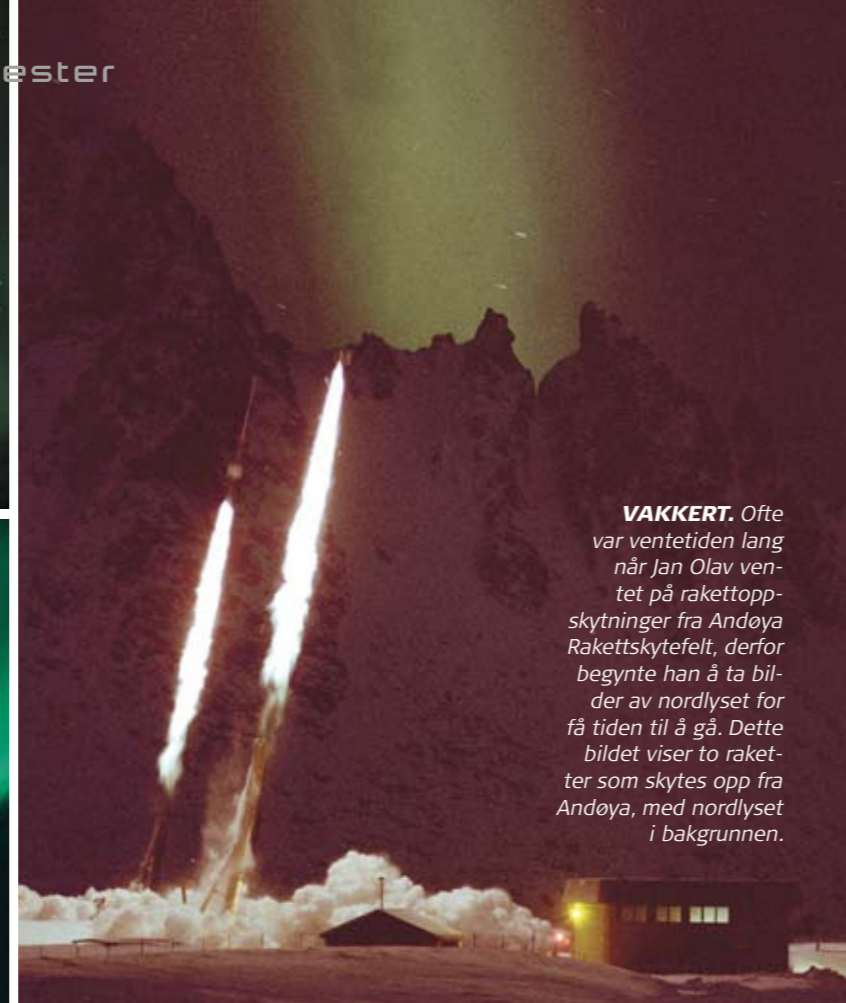 ester
VAKKERT. Ofte
var ventetiden lang
når Jan Olav ven-
tet på rakettopp-
skytninger fra Andøya
Rakettskytefelt, derfor
begynte han å ta bil-
der av nordlyset for
få tiden til å gå. Dette
bildet viser to raket-
ter som skytes opp fra
Andøya, med nordlyset
i bakgrunnen.